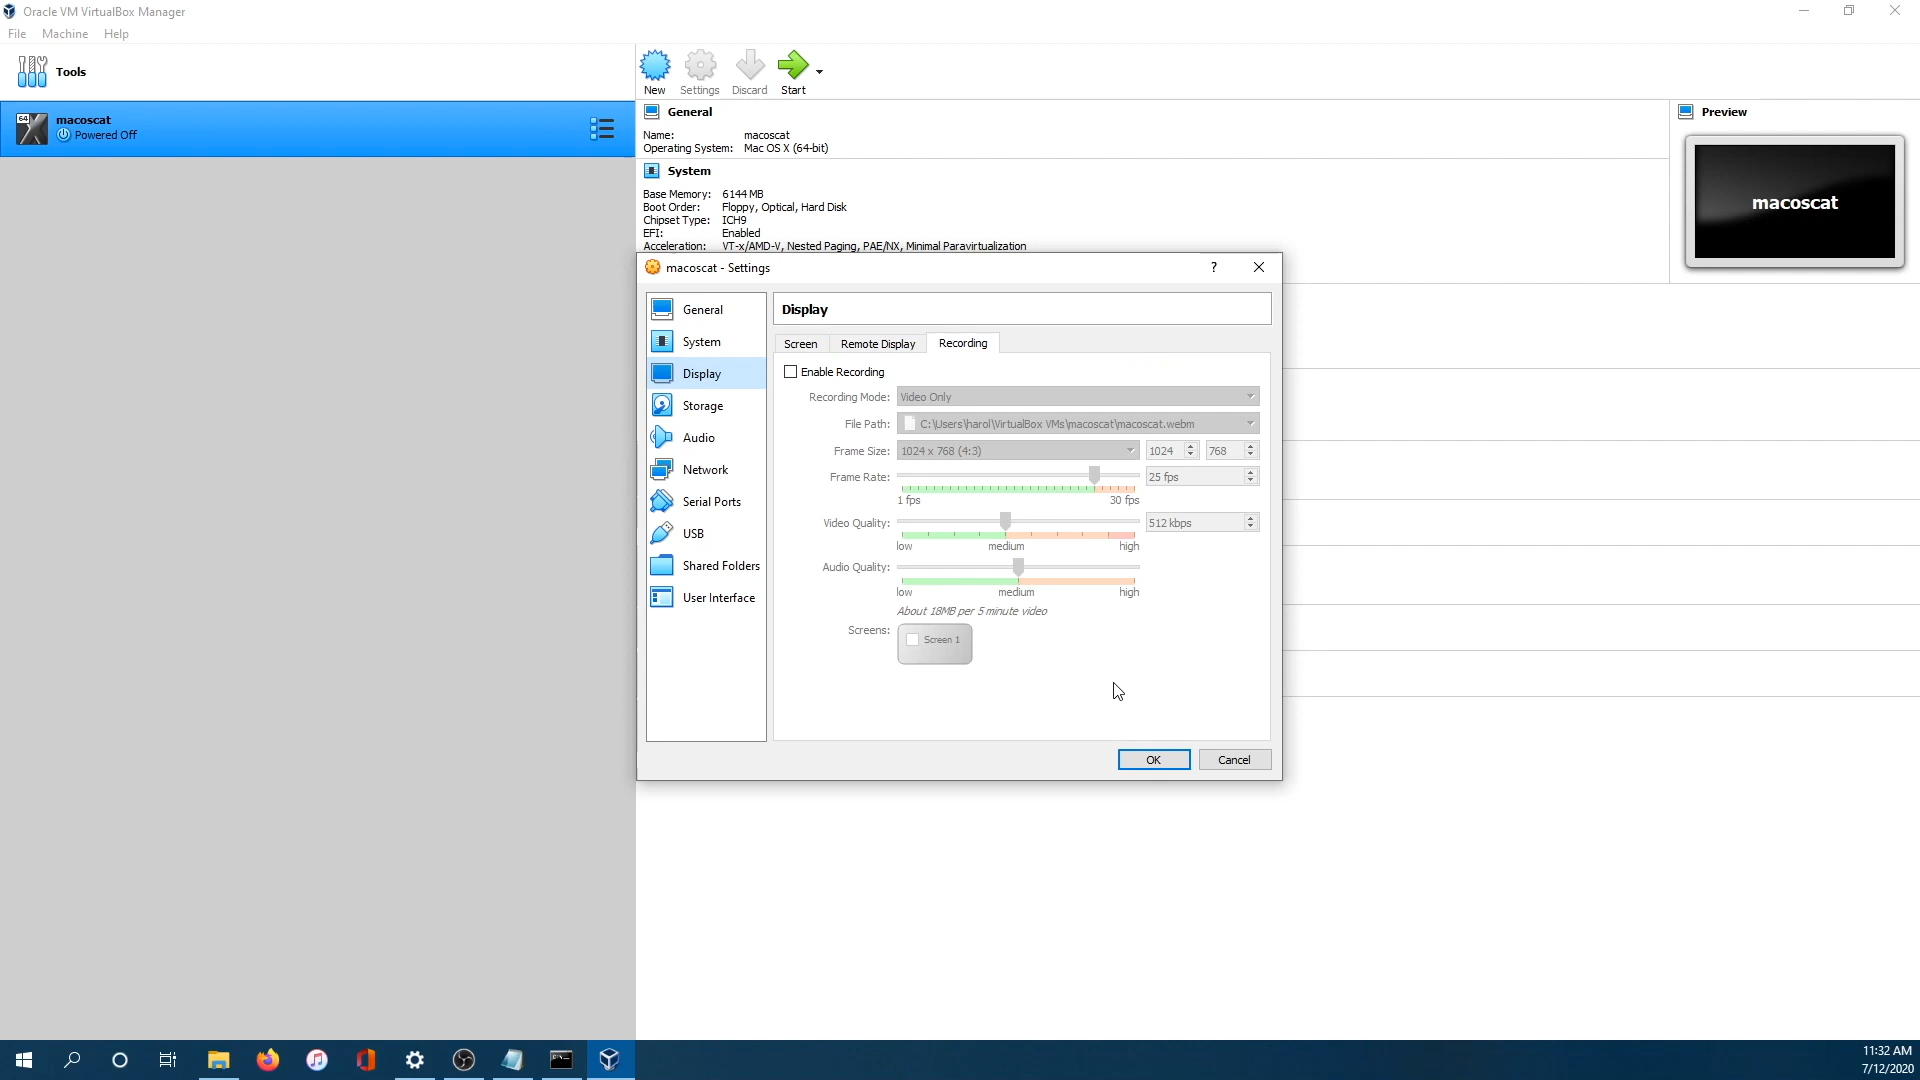 Oracle VM VirtualBox Manager
File Machine Help
Tools
64
macoscat
Powered Off
New Settings Discard Start
General
Name: macoscat
Operating System: Mac OS X (64-bit)
System
Base Memory: 6144 MB
Boot Order: Floppy, Optical, Hard Disk
Chipset Type: ICH9
EFI: Enabled
Acceleration: VT-x/AMD-V, Nested Paging, PAE/NX, Minimal Paravirtualization
Preview
macoscat
macoscat - Settings
?
General
System
Display
Storage
Audio
Network
Serial Ports
USB
Shared Folders
User Interface
Display
Screen Remote Display Recording
Enable Recording
Recording Mode: Video Only
File Path: C:\Users\harol\VirtualBox VMs\macoscat\macoscat.webm
Frame Size: 1024 x 768 (4:3) 1024 768
Frame Rate: 25 fps
1 fps 30 fps
Video Quality: 512 kbps
low medium high
Audio Quality:
low medium high
About 18MB per 5 minute video
Screens: Screen 1
OK Cancel
11:32 AM
7/12/2020